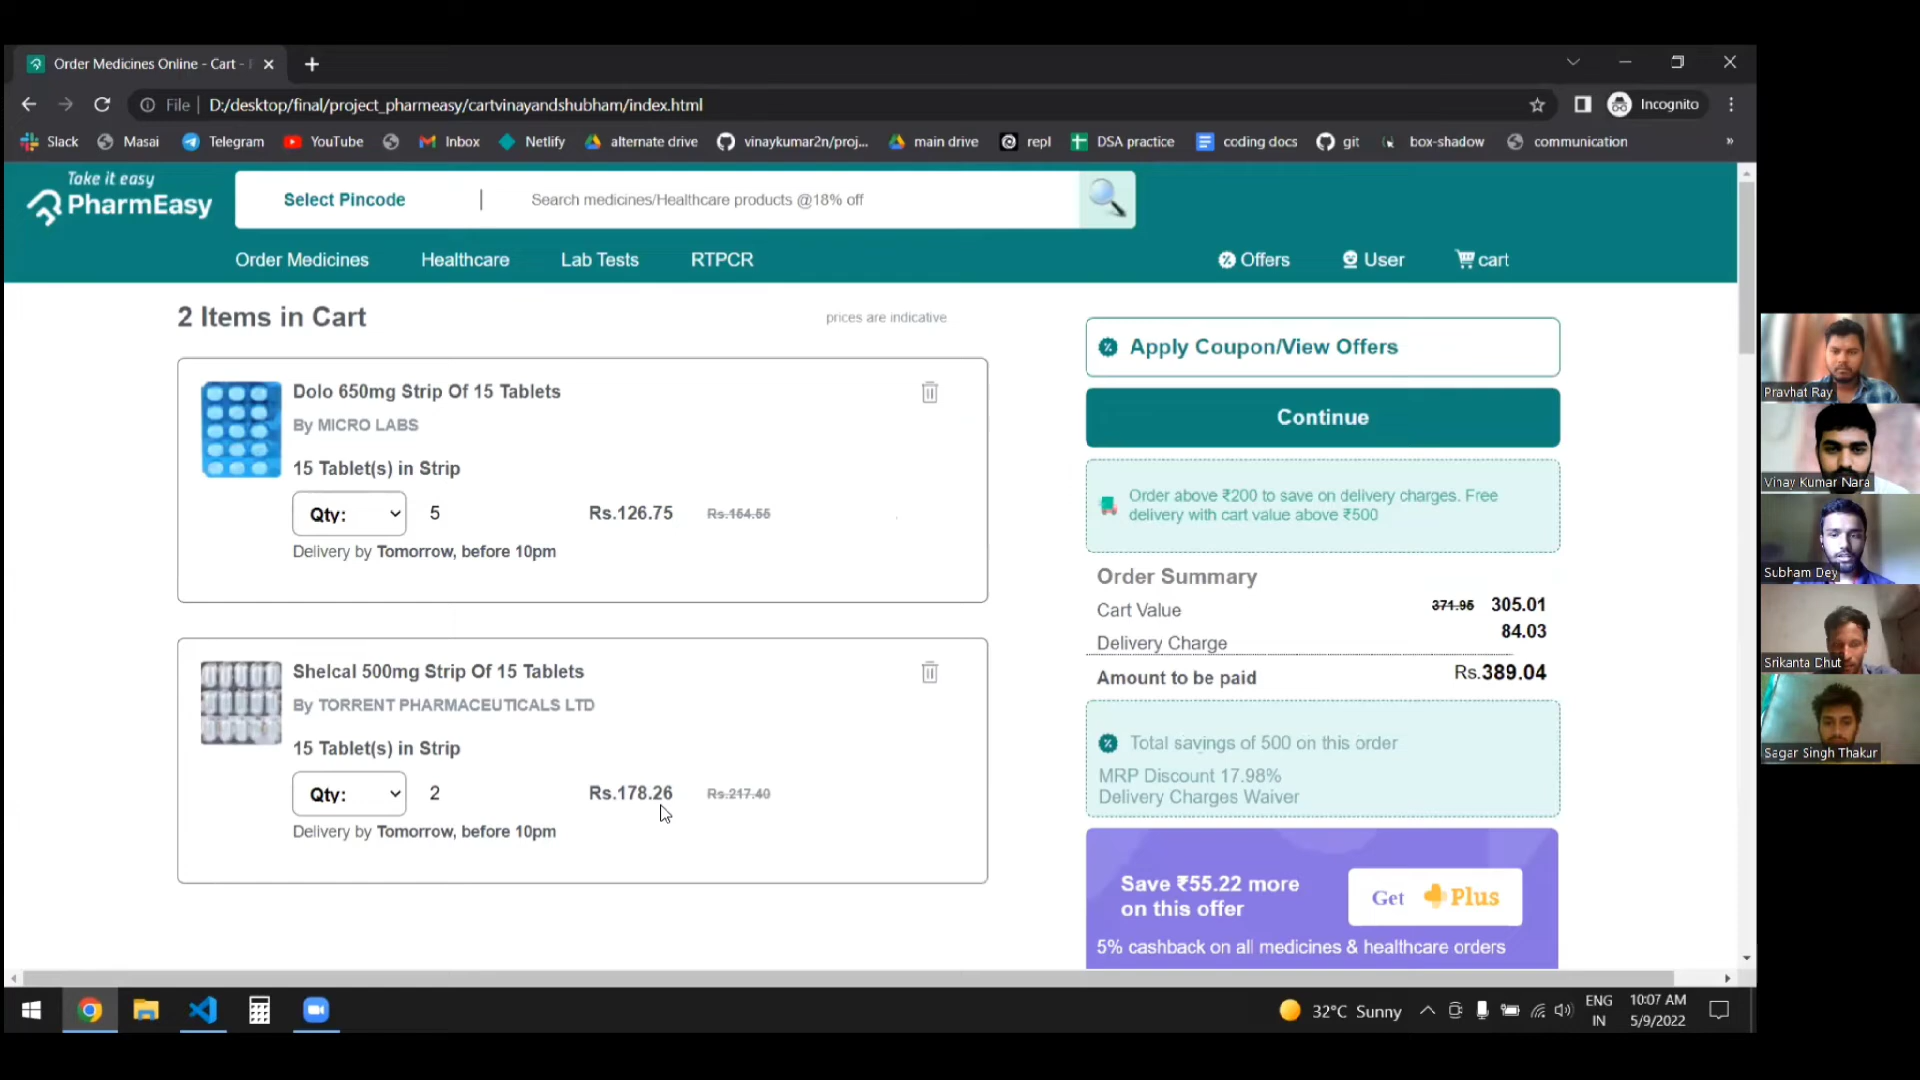 Order Medicines Online - Cart -
File
D:/desktop/final/project_pharmeasy/cartvinayandshubham/index.html
Incognito
Slack
Masai
Telegram
YouTube
Inbox
Netlify
alternate drive
vinaykumar2n/proj...
main drive
repl
DSA practice
coding docs
git
box-shadow
communication
»
Take it easy
PharmEasy
Select Pincode | Search medicines/Healthcare products @18% off
Order Medicines
Healthcare
Lab Tests
RTPCR
Offers
User
cart
2 Items in Cart
prices are indicative
Dolo 650mg Strip Of 15 Tablets
By MICRO LABS
15 Tablet(s) in Strip
Qty: 5 Rs.126.75 Rs.154.55
Delivery by Tomorrow, before 10pm
Shelcal 500mg Strip Of 15 Tablets
By TORRENT PHARMACEUTICALS LTD
15 Tablet(s) in Strip
Qty: 2 Rs.178.26 Rs.217.40
Delivery by Tomorrow, before 10pm
Apply Coupon/View Offers
Continue
Order above ₹200 to save on delivery charges. Free
delivery with cart value above ₹500
Order Summary
Cart Value 371.95 305.01
Delivery Charge 84.03
Amount to be paid Rs.389.04
Total savings of 500 on this order
MRP Discount 17.98%
Delivery Charges Waiver
Save ₹55.22 more
on this offer
Get Plus
5% cashback on all medicines & healthcare orders
Pravhat Ray
Vinay Kumar Nara
Subham Dey
Srikanta Dhut
Sagar Singh Thakur
32°C Sunny
ENG
IN
10:07 AM
5/9/2022